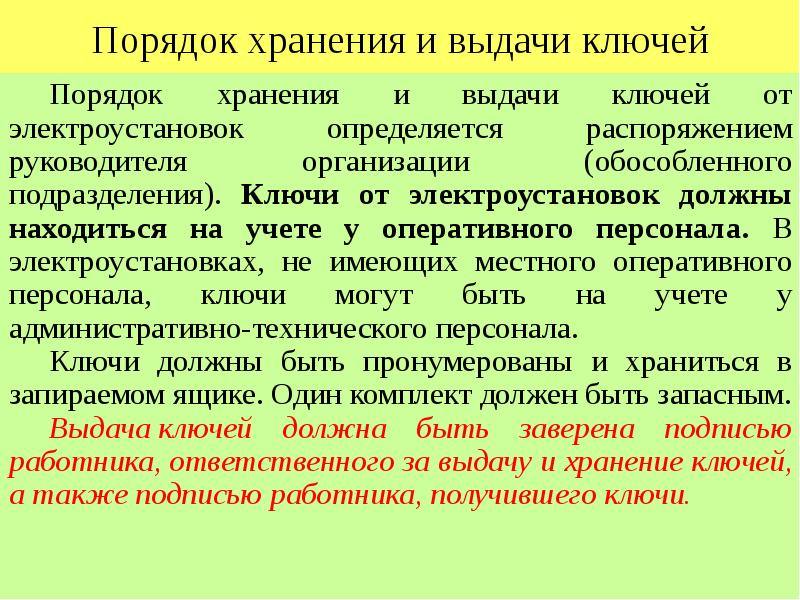 Порядок хранения и выдачи ключей
Порядок хранения и выдачи ключей от
электроустановок определяется распоряжением
руководителя организации (обособленного
подразделения). Ключи от электроустановок должны
находиться на учете у оперативного персонала. В
электроустановках, не имеющих местного оперативного
персонала, ключи могут быть на учете у
административно-технического персонала.
Ключи должны быть пронумерованы и храниться в
запираемом ящике. Один комплект должен быть запасным.
Выдача ключей должна быть заверена подписью
работника, ответственного за выдачу и хранение ключей,
а также подписью работника, получившего ключи.